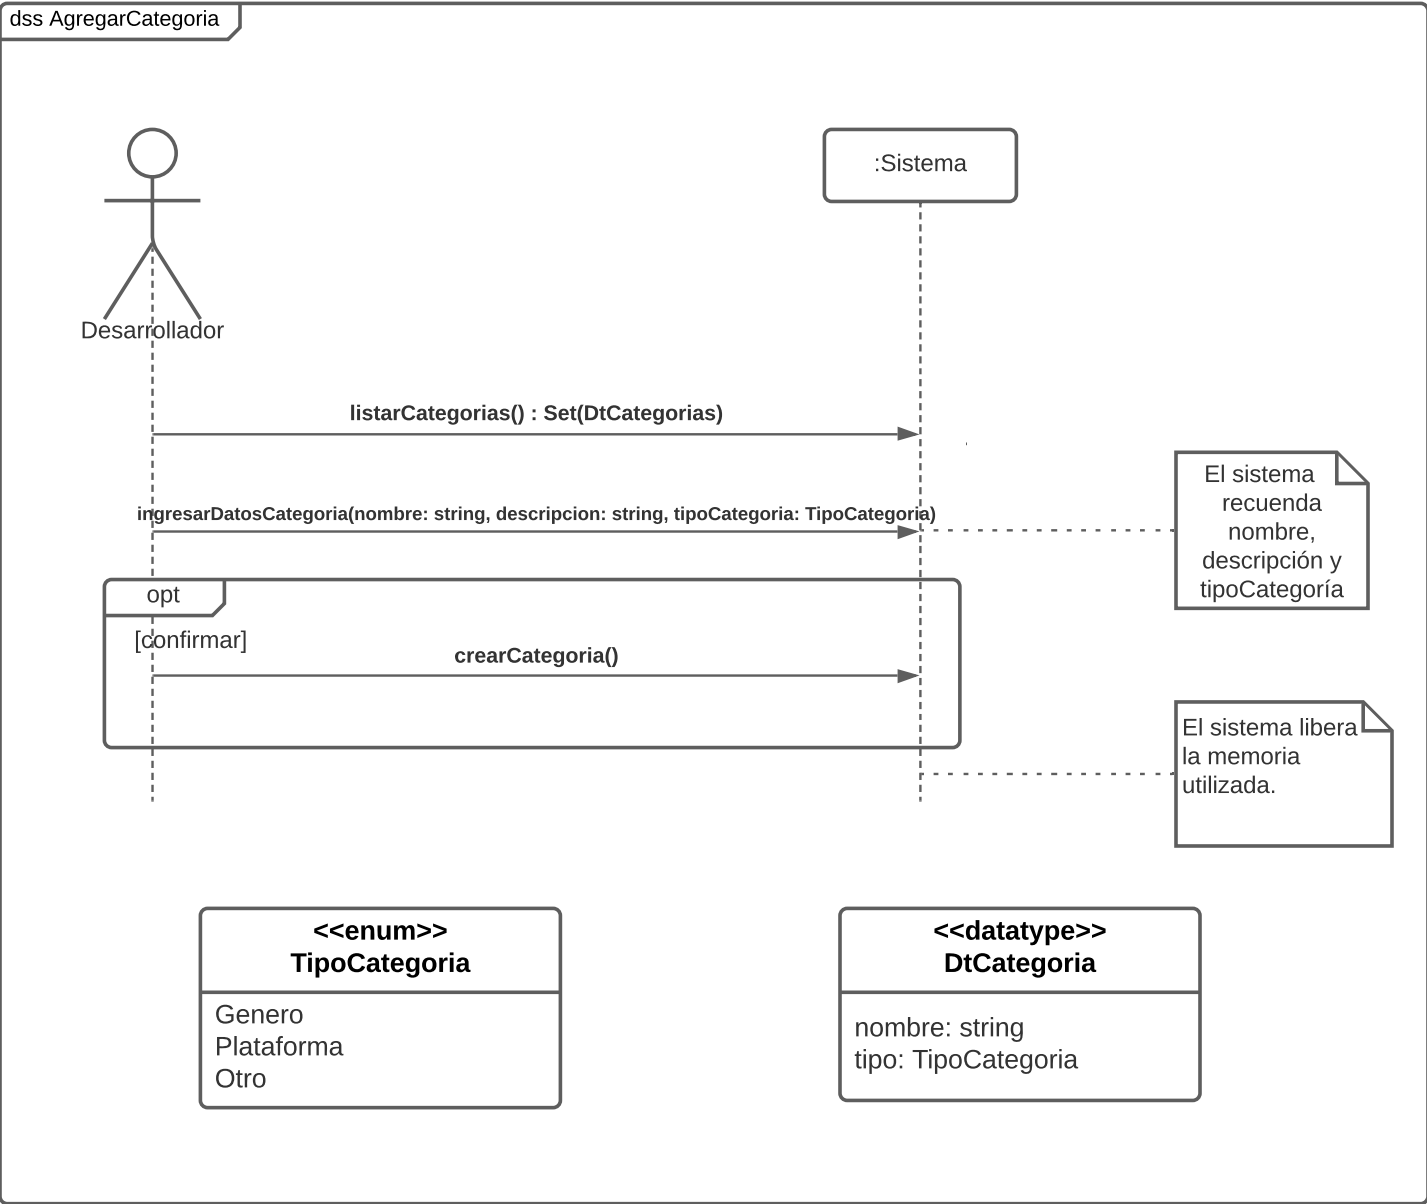 dss AgregarCategoria
:Sistema
Desarrollador
listarCategorias() : Set(DtCategorias)
ingresarDatosCategoria(nombre: string, descripcion: string, tipoCategoria: TipoCategoria)
El sistema
recuenda
nombre,
descripción y
tipoCategoría
opt
[confirmar]
crearCategoria()
El sistema libera
la memoria
utilizada.
<<enum>>
TipoCategoria
Genero
Plataforma
Otro
<<datatype>>
DtCategoria
nombre: string
tipo: TipoCategoria